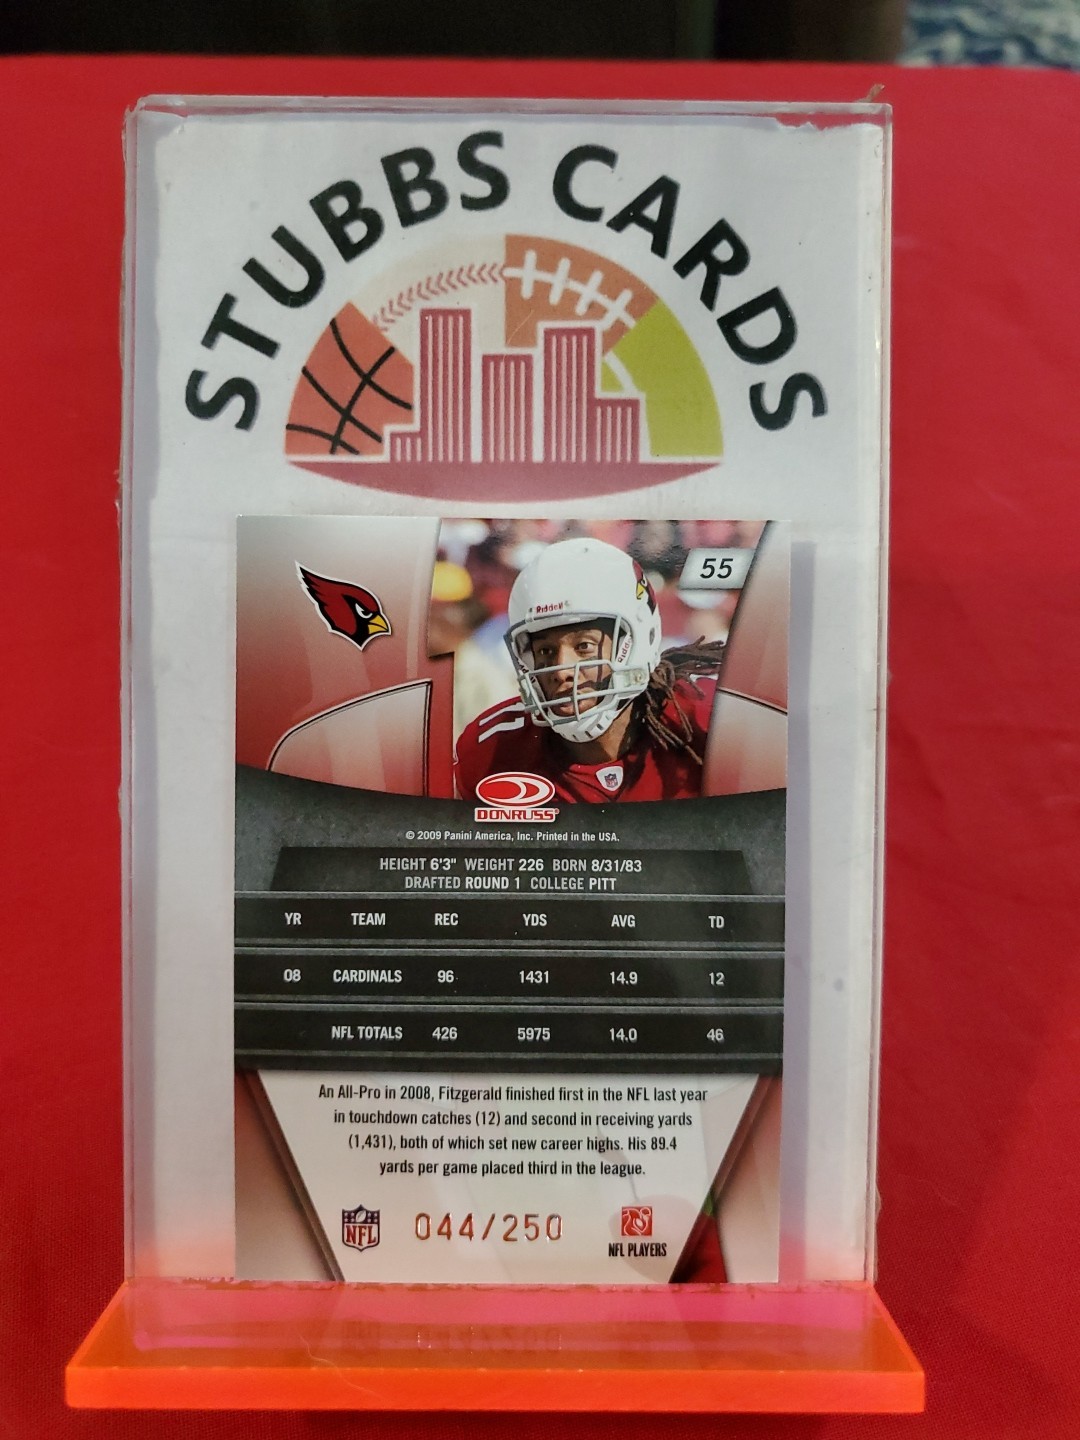 STUBBS CARDS
55
Riddell
Riddell
11
DONRUSS
© 2009 Panini America, Inc. Printed in the USA.
HEIGHT 6'3" WEIGHT 226 BORN 8/31/83
DRAFTED ROUND 1 COLLEGE PITT
YR TEAM REC YDS AVG TD
08 CARDINALS 96 1431 14.9 12
NFL TOTALS 426 5975 14.0 46
An All-Pro in 2008, Fitzgerald finished first in the NFL last year
in touchdown catches (12) and second in receiving yards
(1,431), both of which set new career highs. His 89.4
yards per game placed third in the league.
NFL 044/250
NFL PLAYERS